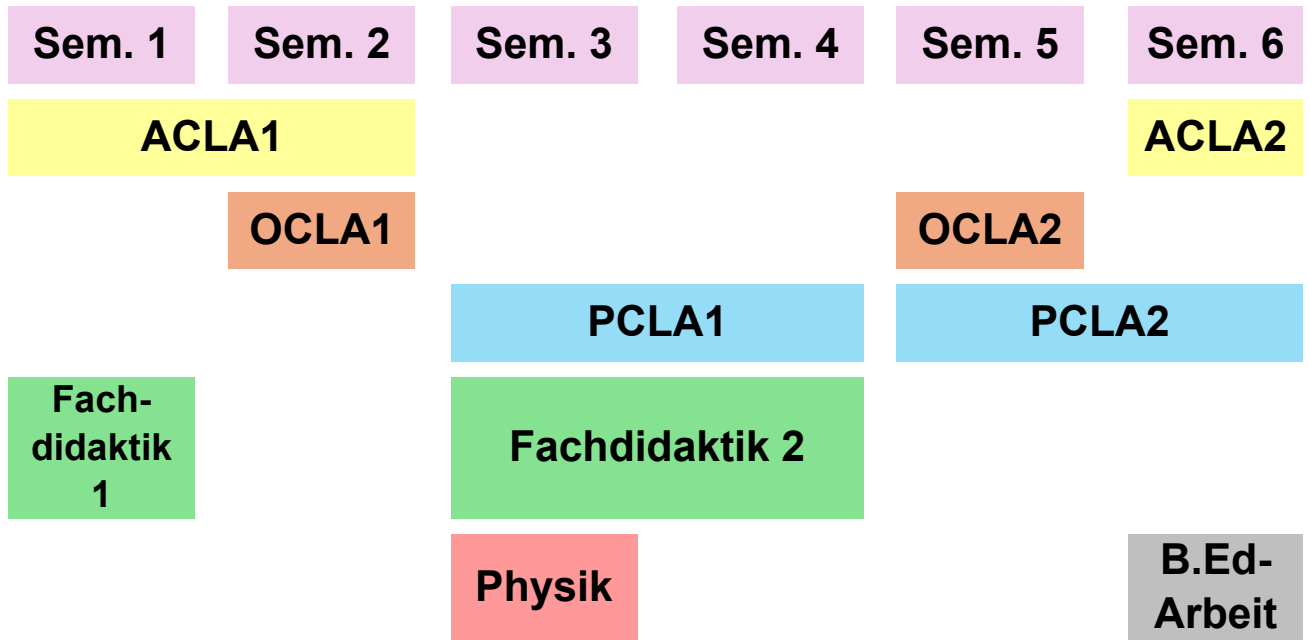 Sem. 1 Sem. 2 Sem. 3 Sem. 4 Sem. 5 Sem. 6
ACLA1 ACLA2
OCLA1 OCLA2
PCLA1 PCLA2
Fach-
didaktik
1
Fachdidaktik 2
Physik
B.Ed-
Arbeit